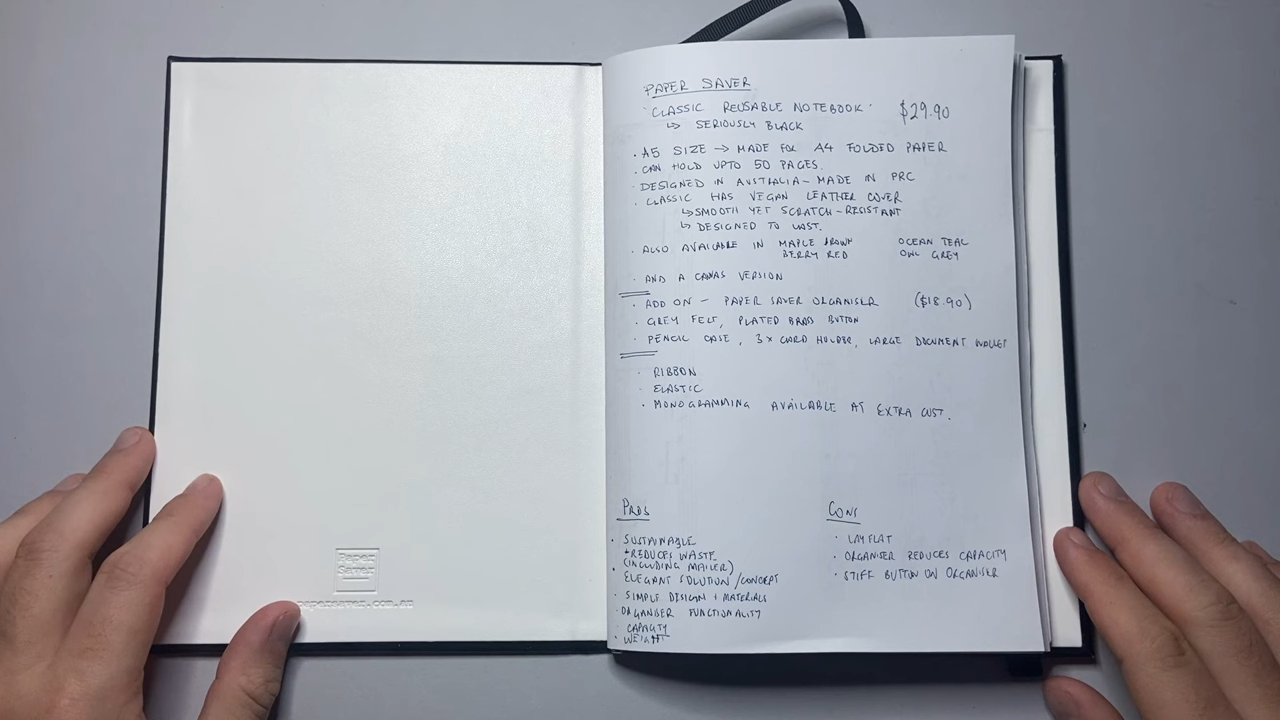 Paper
Saver
papersaver.com.au
PAPER SAVER
'CLASSIC REUSABLE NOTEBOOK' $29.90
↳ SERIOUSLY BLACK
· A5 SIZE → MADE FOR A4 FOLDED PAPER
· CAN HOLD UPTO 50 PAGES.
· DESIGNED IN AUSTRALIA - MADE IN PRC
· CLASSIC HAS VEGAN LEATHER COVER
↳ SMOOTH YET SCRATCH-RESISTANT
↳ DESIGNED TO LAST.
· ALSO AVAILABLE IN MAPLE BROWN OCEAN TEAL
BERRY RED OWL GREY
· AND A CANVAS VERSION
· ADD ON - PAPER SAVER ORGANISER ($18.90)
· GREY FELT, PLATED BRASS BUTTON
· PENCIL CASE, 3 x CARD HOLDER, LARGE DOCUMENT WALLET
· RIBBON
· ELASTIC
· MONOGRAMMING AVAILABLE AT EXTRA COST.
PROS
· SUSTAINABLE
+ REDUCES WASTE
(INCLUDING MAILER)
· ELEGANT SOLUTION/CONCEPT
· SIMPLE DESIGN + MATERIALS
· ORGANISER FUNCTIONALITY
· CAPACITY
· WEIGHT
CONS
· LAY FLAT
· ORGANISER REDUCES CAPACITY
· STIFF BUTTON ON ORGANISER